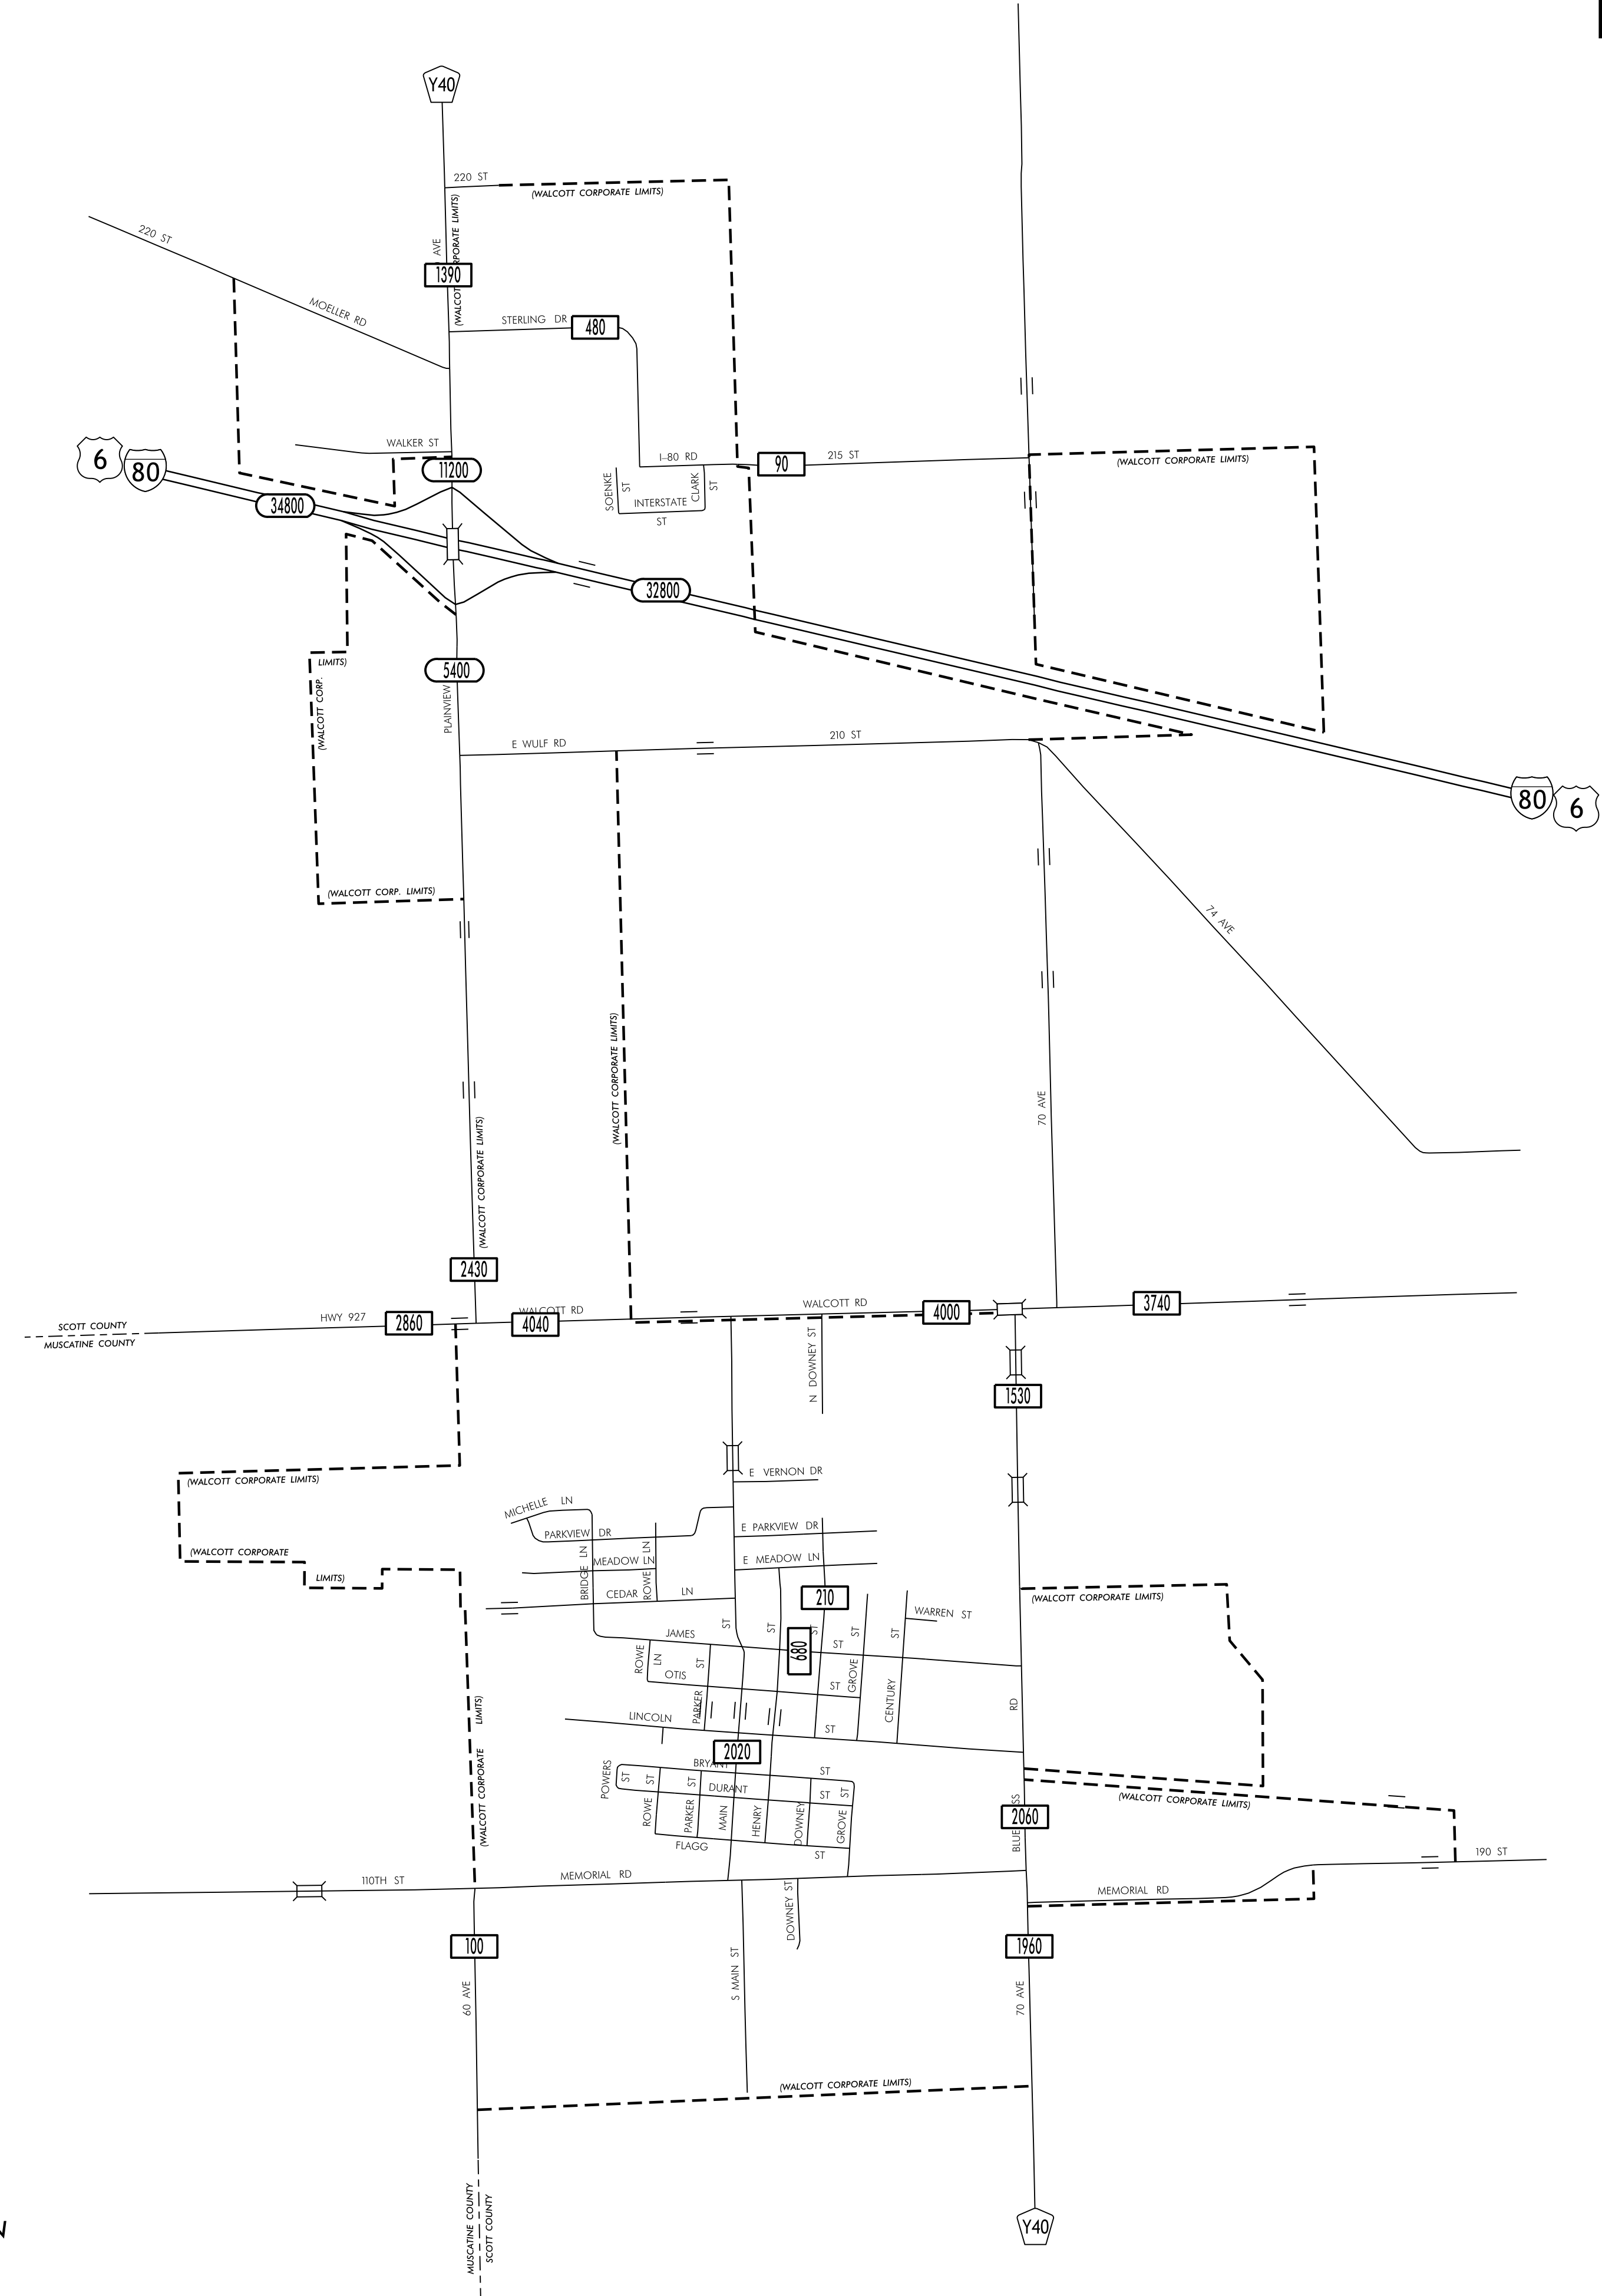 Y40
220 ST
(WALCOTT CORPORATE LIMITS)
220 ST
AVE
(WALCOTT CORPORATE LIMITS)
1390
MOELLER RD
STERLING DR
480
WALKER ST
6
80
11200
I-80 RD
90
215 ST
(WALCOTT CORPORATE LIMITS)
34800
SOENKE
ST
INTERSTATE
ST
CLARK
ST
32800
LIMITS)
(WALCOTT CORP.
5400
PLAINVIEW
E WULF RD
210 ST
80
6
(WALCOTT CORP. LIMITS)
74 AVE
(WALCOTT CORPORATE LIMITS)
70 AVE
(WALCOTT CORPORATE LIMITS)
2430
SCOTT COUNTY
MUSCATINE COUNTY
HWY 927
2860
WALCOTT RD
4040
WALCOTT RD
4000
3740
N DOWNEY ST
1530
(WALCOTT CORPORATE LIMITS)
E VERNON DR
MICHELLE LN
PARKVIEW DR
E PARKVIEW DR
(WALCOTT CORPORATE
LIMITS)
BRIDGE LN
MEADOW LN
ROWE LN
E MEADOW LN
CEDAR LN
210
(WALCOTT CORPORATE LIMITS)
WARREN ST
ST
ST
ST
ST
ST
JAMES
ST
680
ROWE
LN
ST
OTIS
ST
GROVE
PARKER
CENTURY
RD
LINCOLN
ST
(WALCOTT CORPORATE LIMITS)
2020
BRYANT
ST
POWERS
ST
ST
ST
DURANT
ST
ST
ROWE
PARKER
MAIN
HENRY
DOWNEY
GROVE
FLAGG
ST
(WALCOTT CORPORATE LIMITS)
SS
2060
BLUE
190 ST
110TH ST
MEMORIAL RD
MEMORIAL RD
DOWNEY ST
100
1960
S MAIN ST
60 AVE
70 AVE
(WALCOTT CORPORATE LIMITS)
MUSCATINE COUNTY
SCOTT COUNTY
Y40